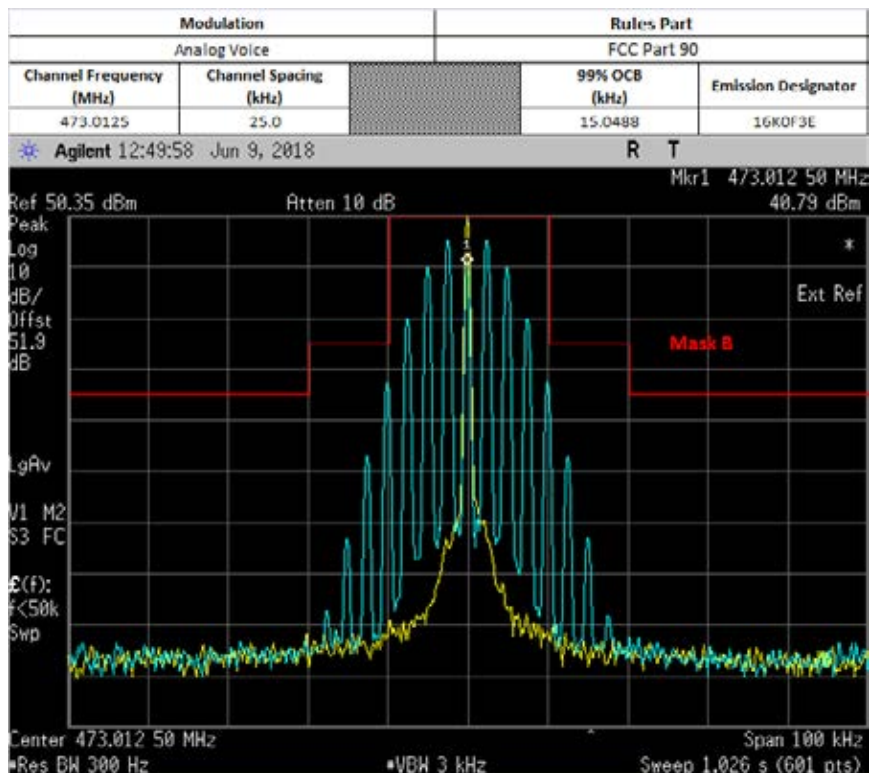 Modulation Rules Part
Analog Voice FCC Part 90
Channel Frequency (MHz) Channel Spacing (kHz) 99% OCB (kHz) Emission Designator
473.0125 25.0 15.0488 16K0F3E
Agilent 12:49:58 Jun 9, 2018 R T
Mkr1 473.012 50 MHz
Ref 50.35 dBm Atten 10 dB 40.79 dBm
Peak
Log
10
dB/
Offst
51.9
dB
1
*
Ext Ref
Mask B
LgAv
V1 M2
S3 FC
£(f):
f<50k
Swp
Center 473.012 50 MHz Span 100 kHz
#Res BW 300 Hz #VBW 3 kHz Sweep 1.026 s (601 pts)